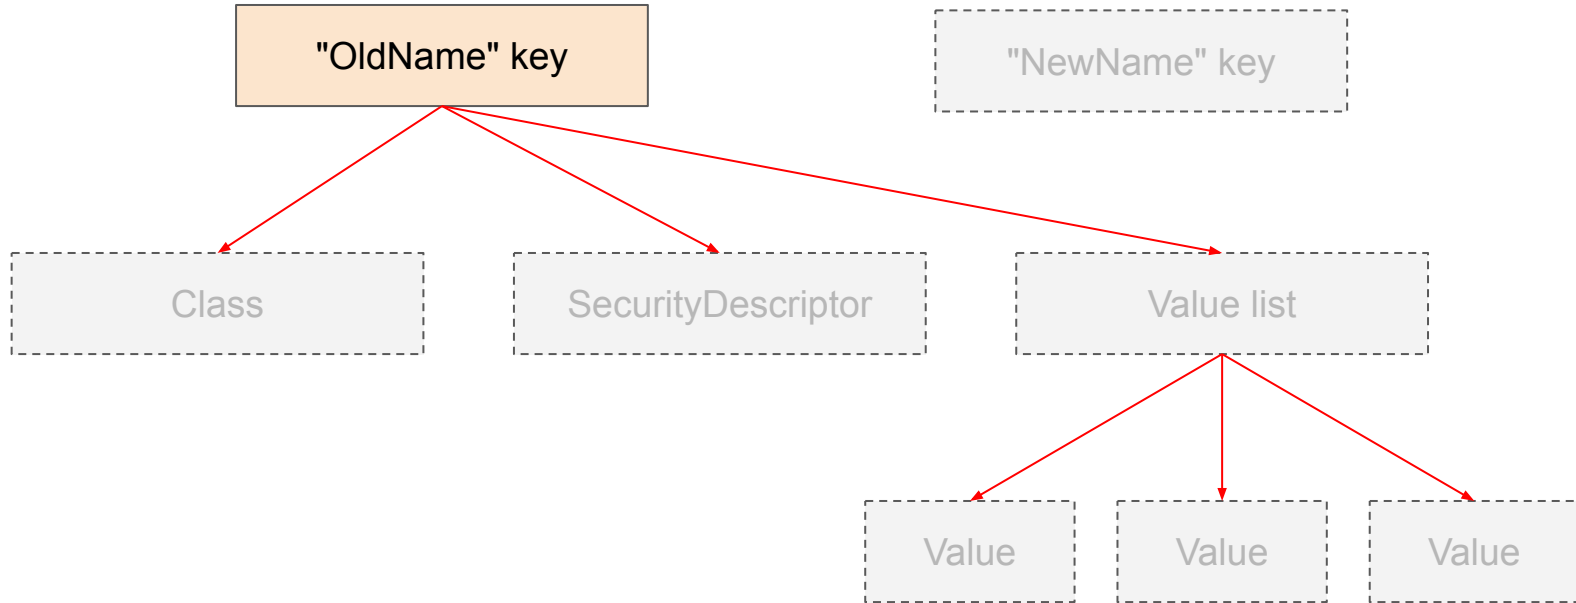 "OldName" key
"NewName" key
Class
SecurityDescriptor
Value list
Value
Value
Value